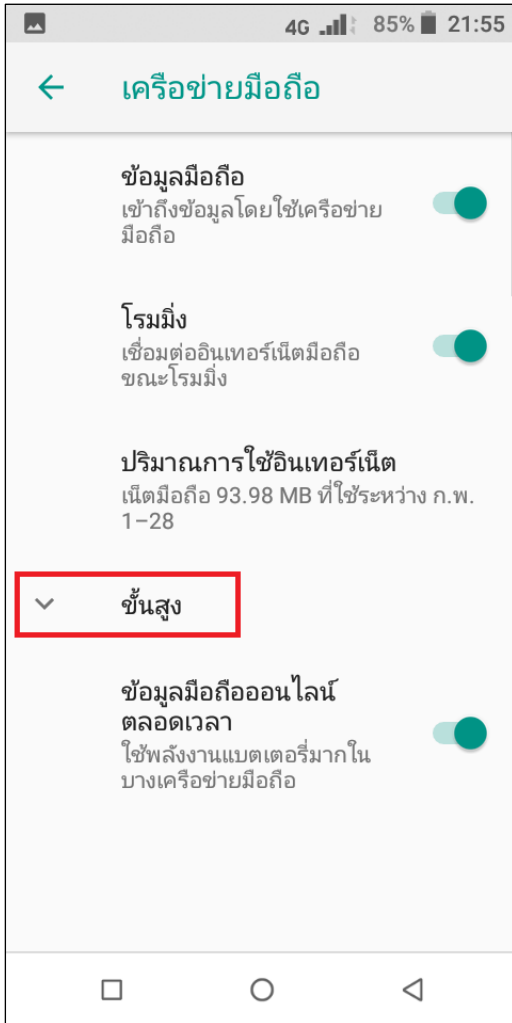 4G 85% 21:55
เครือข่ายมือถือ
ข้อมูลมือถือ
เข้าถึงข้อมูลโดยใช้เครือข่าย
มือถือ
โรมมิ่ง
เชื่อมต่ออินเทอร์เน็ตมือถือ
ขณะโรมมิ่ง
ปริมาณการใช้อินเทอร์เน็ต
เน็ตมือถือ 93.98 MB ที่ใช้ระหว่าง ก.พ.
1–28
ขั้นสูง
ข้อมูลมือถือออนไลน์
ตลอดเวลา
ใช้พลังงานแบตเตอรี่มากใน
บางเครือข่ายมือถือ